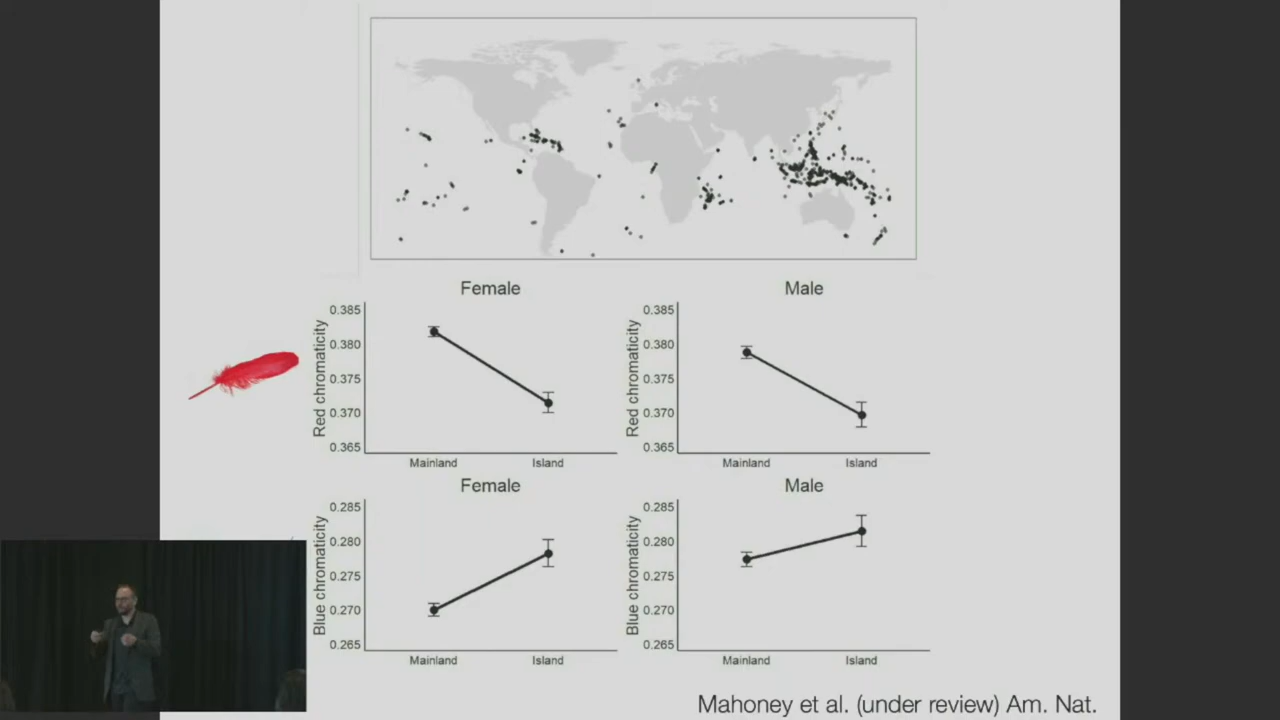 Female
Male
Red chromaticity
0.385
0.380
0.375
0.370
0.365
Mainland
Island
Red chromaticity
0.385
0.380
0.375
0.370
0.365
Mainland
Island
Female
Male
Blue chromaticity
0.285
0.280
0.275
0.270
0.265
Mainland
Island
Blue chromaticity
0.285
0.280
0.275
0.270
0.265
Mainland
Island
Mahoney et al. (under review) Am. Nat.